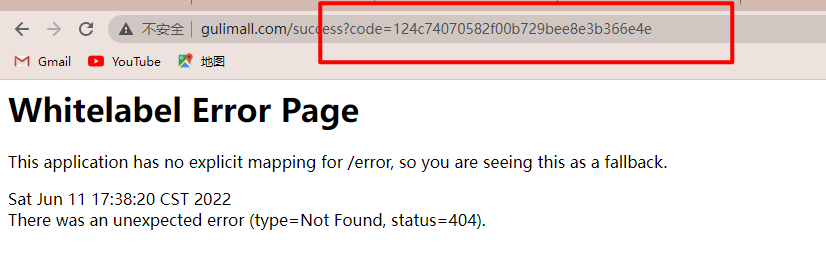 不安全 gulimall.com/success?code=124c74070582f00b729bee8e3b366e4e
Gmail YouTube 地图
Whitelabel Error Page
This application has no explicit mapping for /error, so you are seeing this as a fallback.
Sat Jun 11 17:38:20 CST 2022
There was an unexpected error (type=Not Found, status=404).